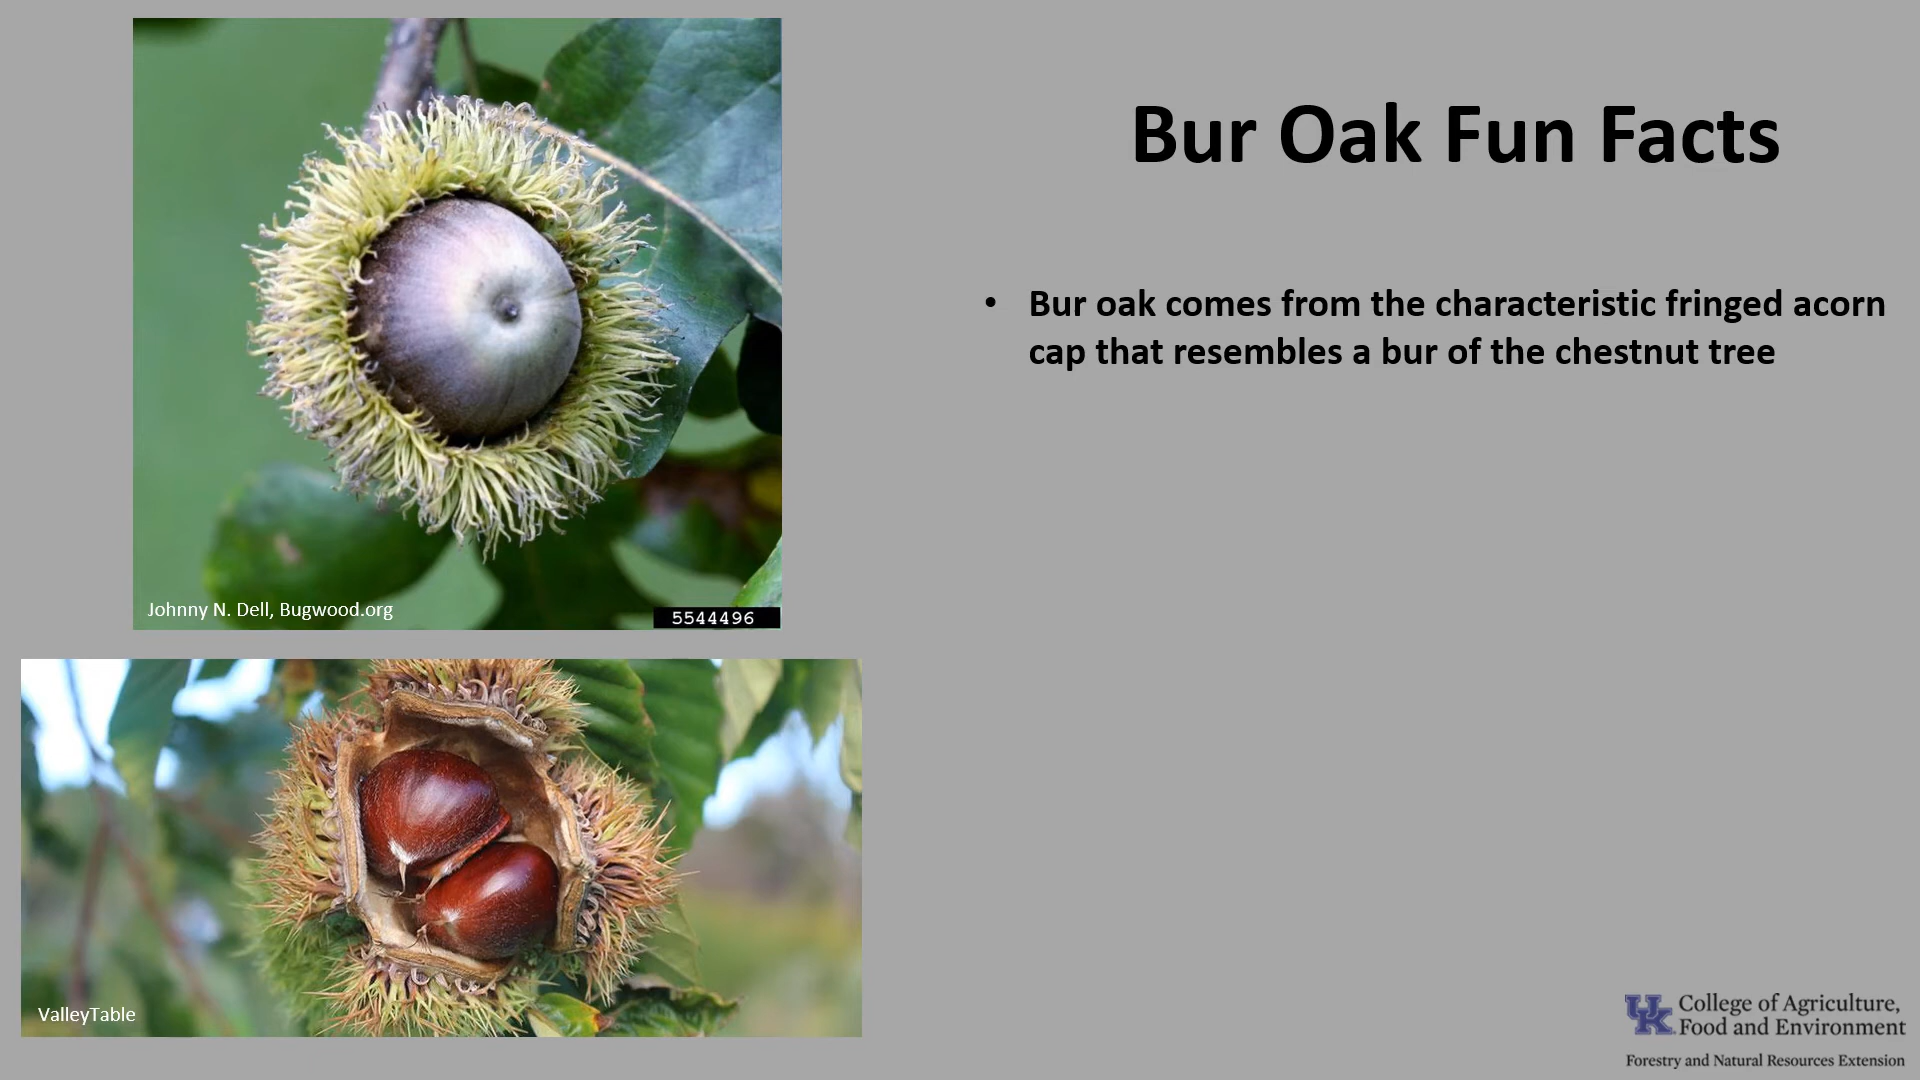 Bur Oak Fun Facts
• Bur oak comes from the characteristic fringed acorn
cap that resembles a bur of the chestnut tree
Johnny N. Dell, Bugwood.org
5544496
ValleyTable
UK College of Agriculture,
Food and Environment
Forestry and Natural Resources Extension